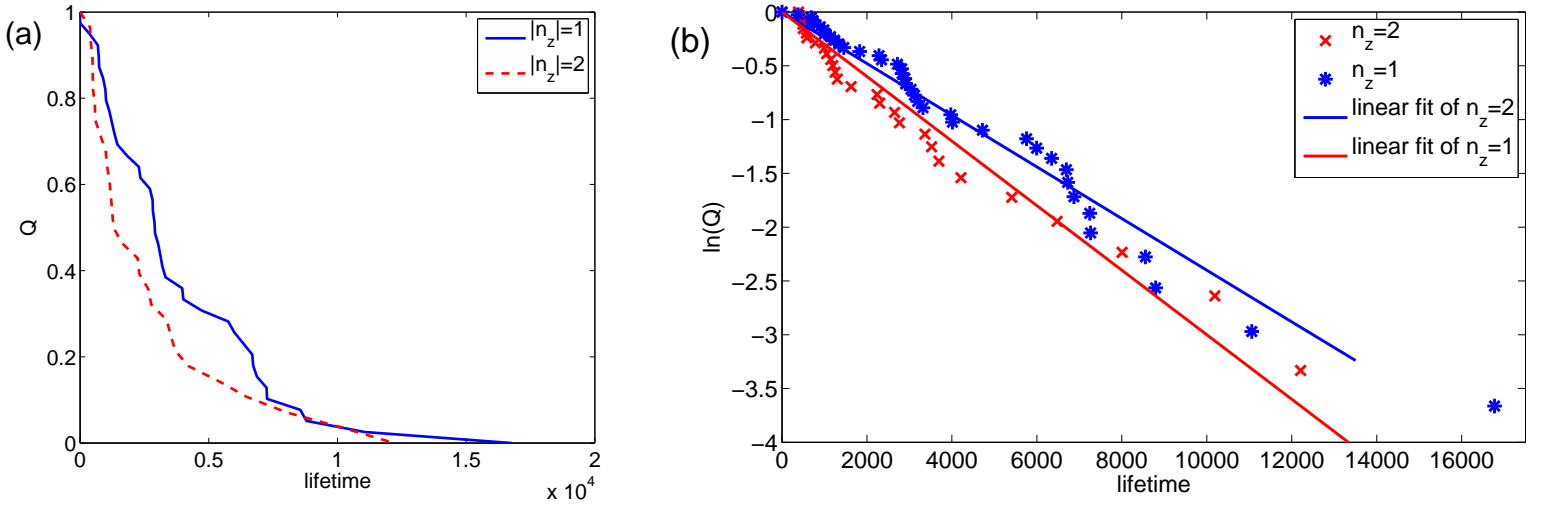 (a)
|n_z|=1
|n_z|=2
1
0.8
0.6
0.4
0.2
0
Q
0 0.5 1 1.5 2
x 10^4
lifetime
(b)
n_z=2
n_z=1
linear fit of n_z=2
linear fit of n_z=1
0
−0.5
−1
−1.5
−2
−2.5
−3
−3.5
−4
ln(Q)
0 2000 4000 6000 8000 10000 12000 14000 16000
lifetime